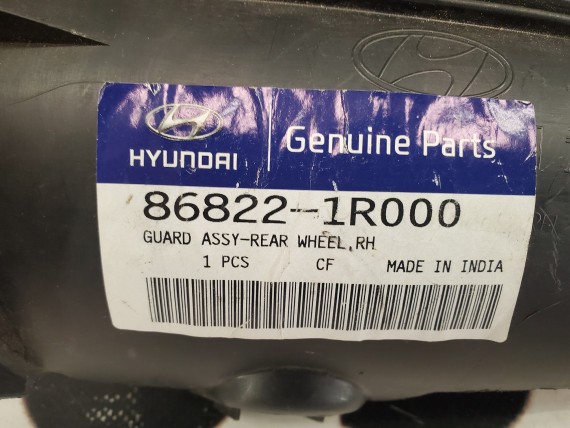 HYUNDAI
Genuine Parts
86822-1R000
GUARD ASSY-REAR WHEEL,RH
1 PCS CF MADE IN INDIA